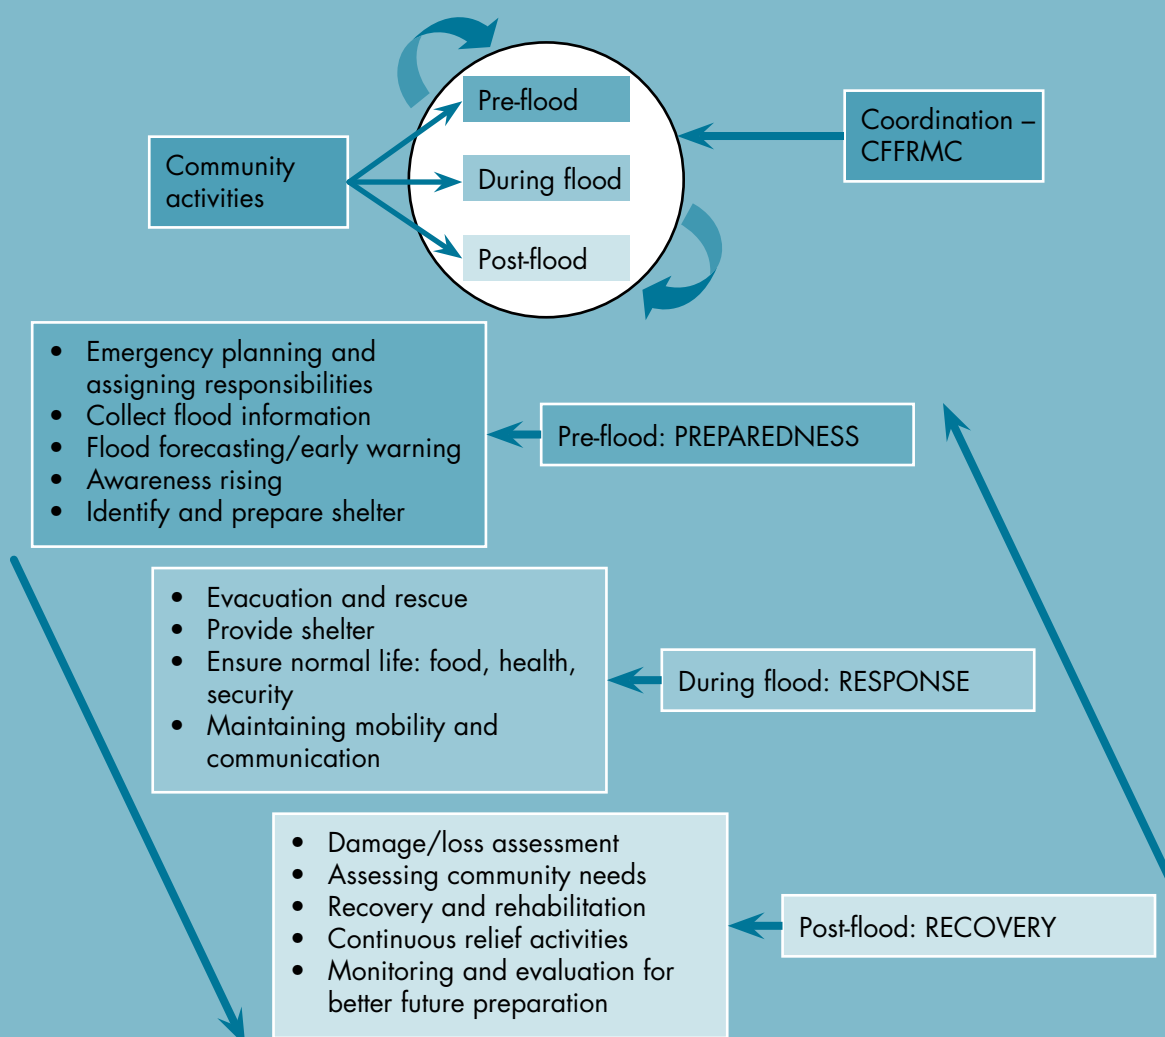 Pre-flood
During flood
Post-flood
Community
activities
Coordination –
CFFRMC
• Emergency planning and
assigning responsibilities
• Collect flood information
• Flood forecasting/early warning
• Awareness rising
• Identify and prepare shelter
Pre-flood: PREPAREDNESS
• Evacuation and rescue
• Provide shelter
• Ensure normal life: food, health,
security
• Maintaining mobility and
communication
During flood: RESPONSE
• Damage/loss assessment
• Assessing community needs
• Recovery and rehabilitation
• Continuous relief activities
• Monitoring and evaluation for
better future preparation
Post-flood: RECOVERY